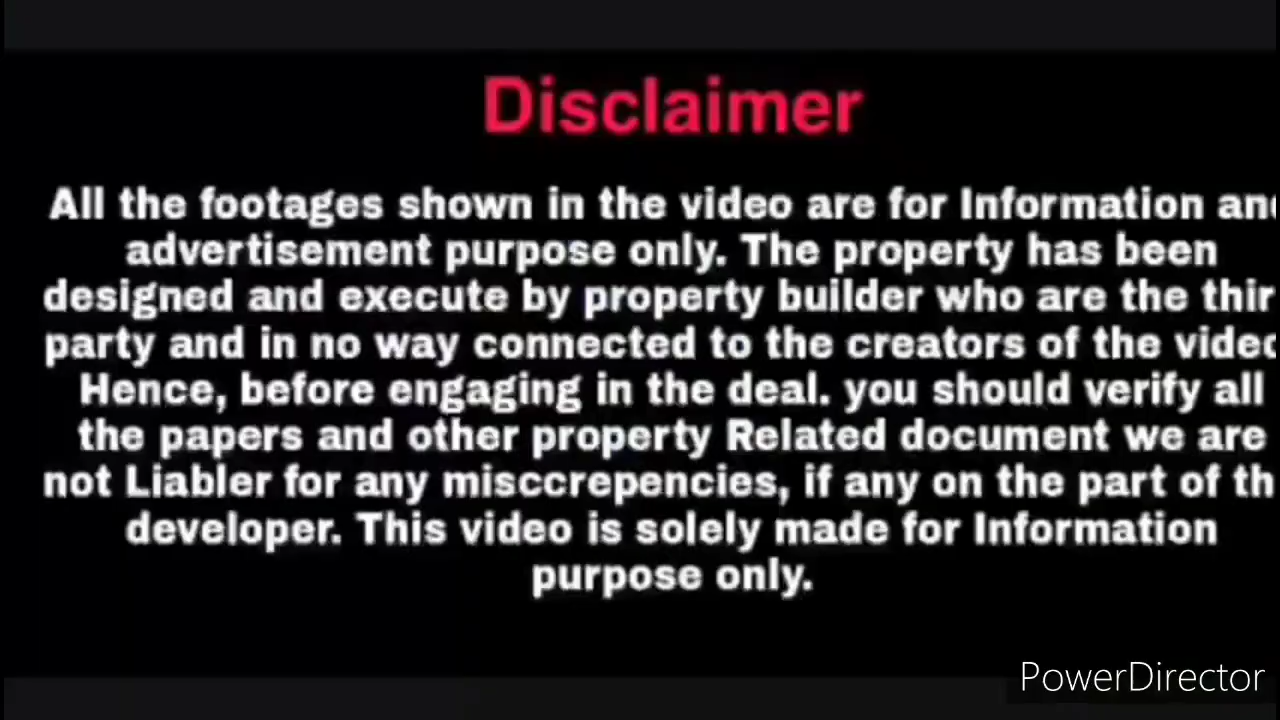 Disclaimer
All the footages shown in the video are for Information an
advertisement purpose only. The property has been
designed and execute by property builder who are the thir
party and in no way connected to the creators of the vide
Hence, before engaging in the deal. you should verify all
the papers and other property Related document we are
not Liabler for any misccrepencies, if any on the part of th
developer. This video is solely made for Information
purpose only.
PowerDirector